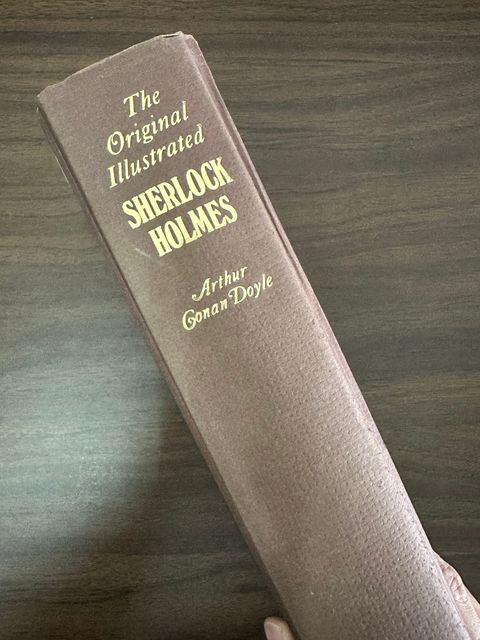 The
Original
Illustrated
SHERLOCK
HOLMES
Arthur
Conan Doyle